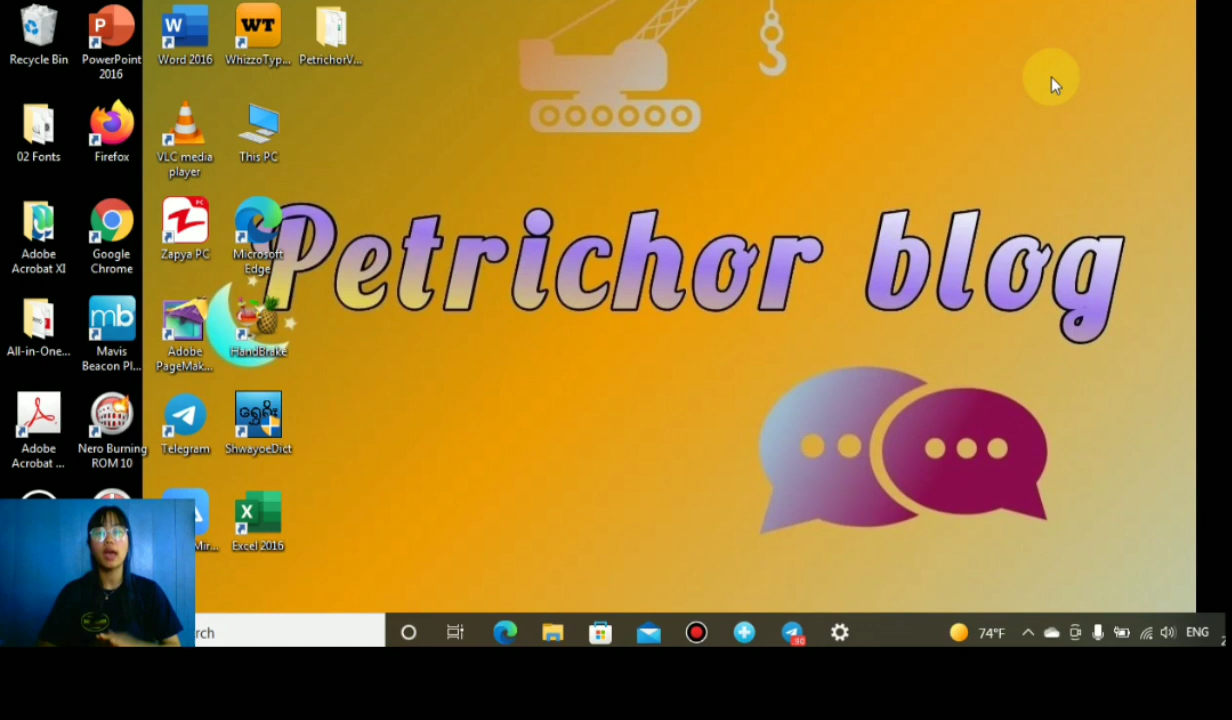 Recycle Bin
PowerPoint
2016
Word 2016
WhizzoTyp...
PetrichorV...
02 Fonts
Firefox
VLC media
player
This PC
Adobe
Acrobat XI
Google
Chrome
Zapya PC
Microsoft
Edge
Petrichor blog
All-in-One...
Mavis
Beacon Pl...
Adobe
PageMak...
HandBrake
Adobe
Acrobat ...
Nero Burning
ROM 10
Telegram
ShwayoeDict
Mir...
Excel 2016
rch
74°F
ENG